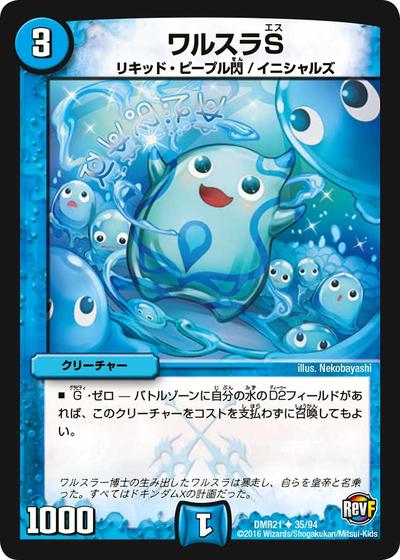 3
ワルスラS
エス
リキッド・ピープル閃 / イニシャルズ
せん
illus. Nekobayashi
クリーチャー
■ G・ゼロ ― バトルゾーンに自分の水のD2フィールドがあ
れば、このクリーチャーをコストを支払わずに召喚してもよ
い。
ワルスラー博士の生み出したワルスラは暴走し、自らを皇帝と名乗
った。すべてはドキンダムXの計画だった。
1000
1
DMR21 ◆ 35/94
©2016 Wizards/Shogakukan/Mitsui-Kids
RevF